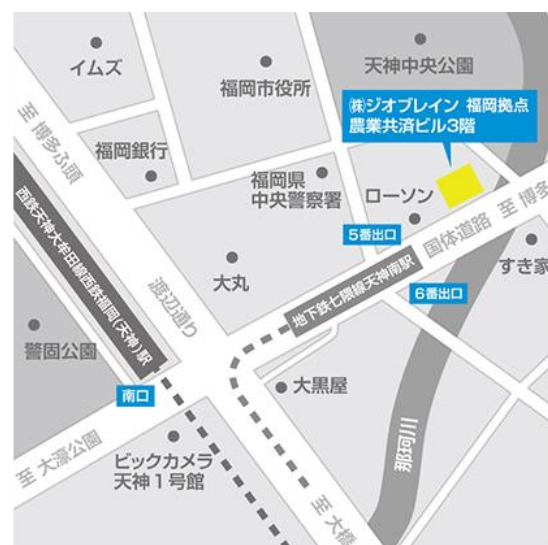 イムズ
天神中央公園
福岡市役所
㈱ジオブレイン 福岡拠点
農業共済ビル3階
至 博多ふ頭
福岡銀行
福岡県
中央警察署
ローソン
至 博多
国体道路
5番出口
すき家
西鉄天神大牟田線西鉄福岡(天神)駅
大丸
渡辺通り
地下鉄七隈線天神南駅
6番出口
警固公園
南口
大黒屋
至 大濠公園
ビックカメラ
天神1号館
那珂川
至 大橋